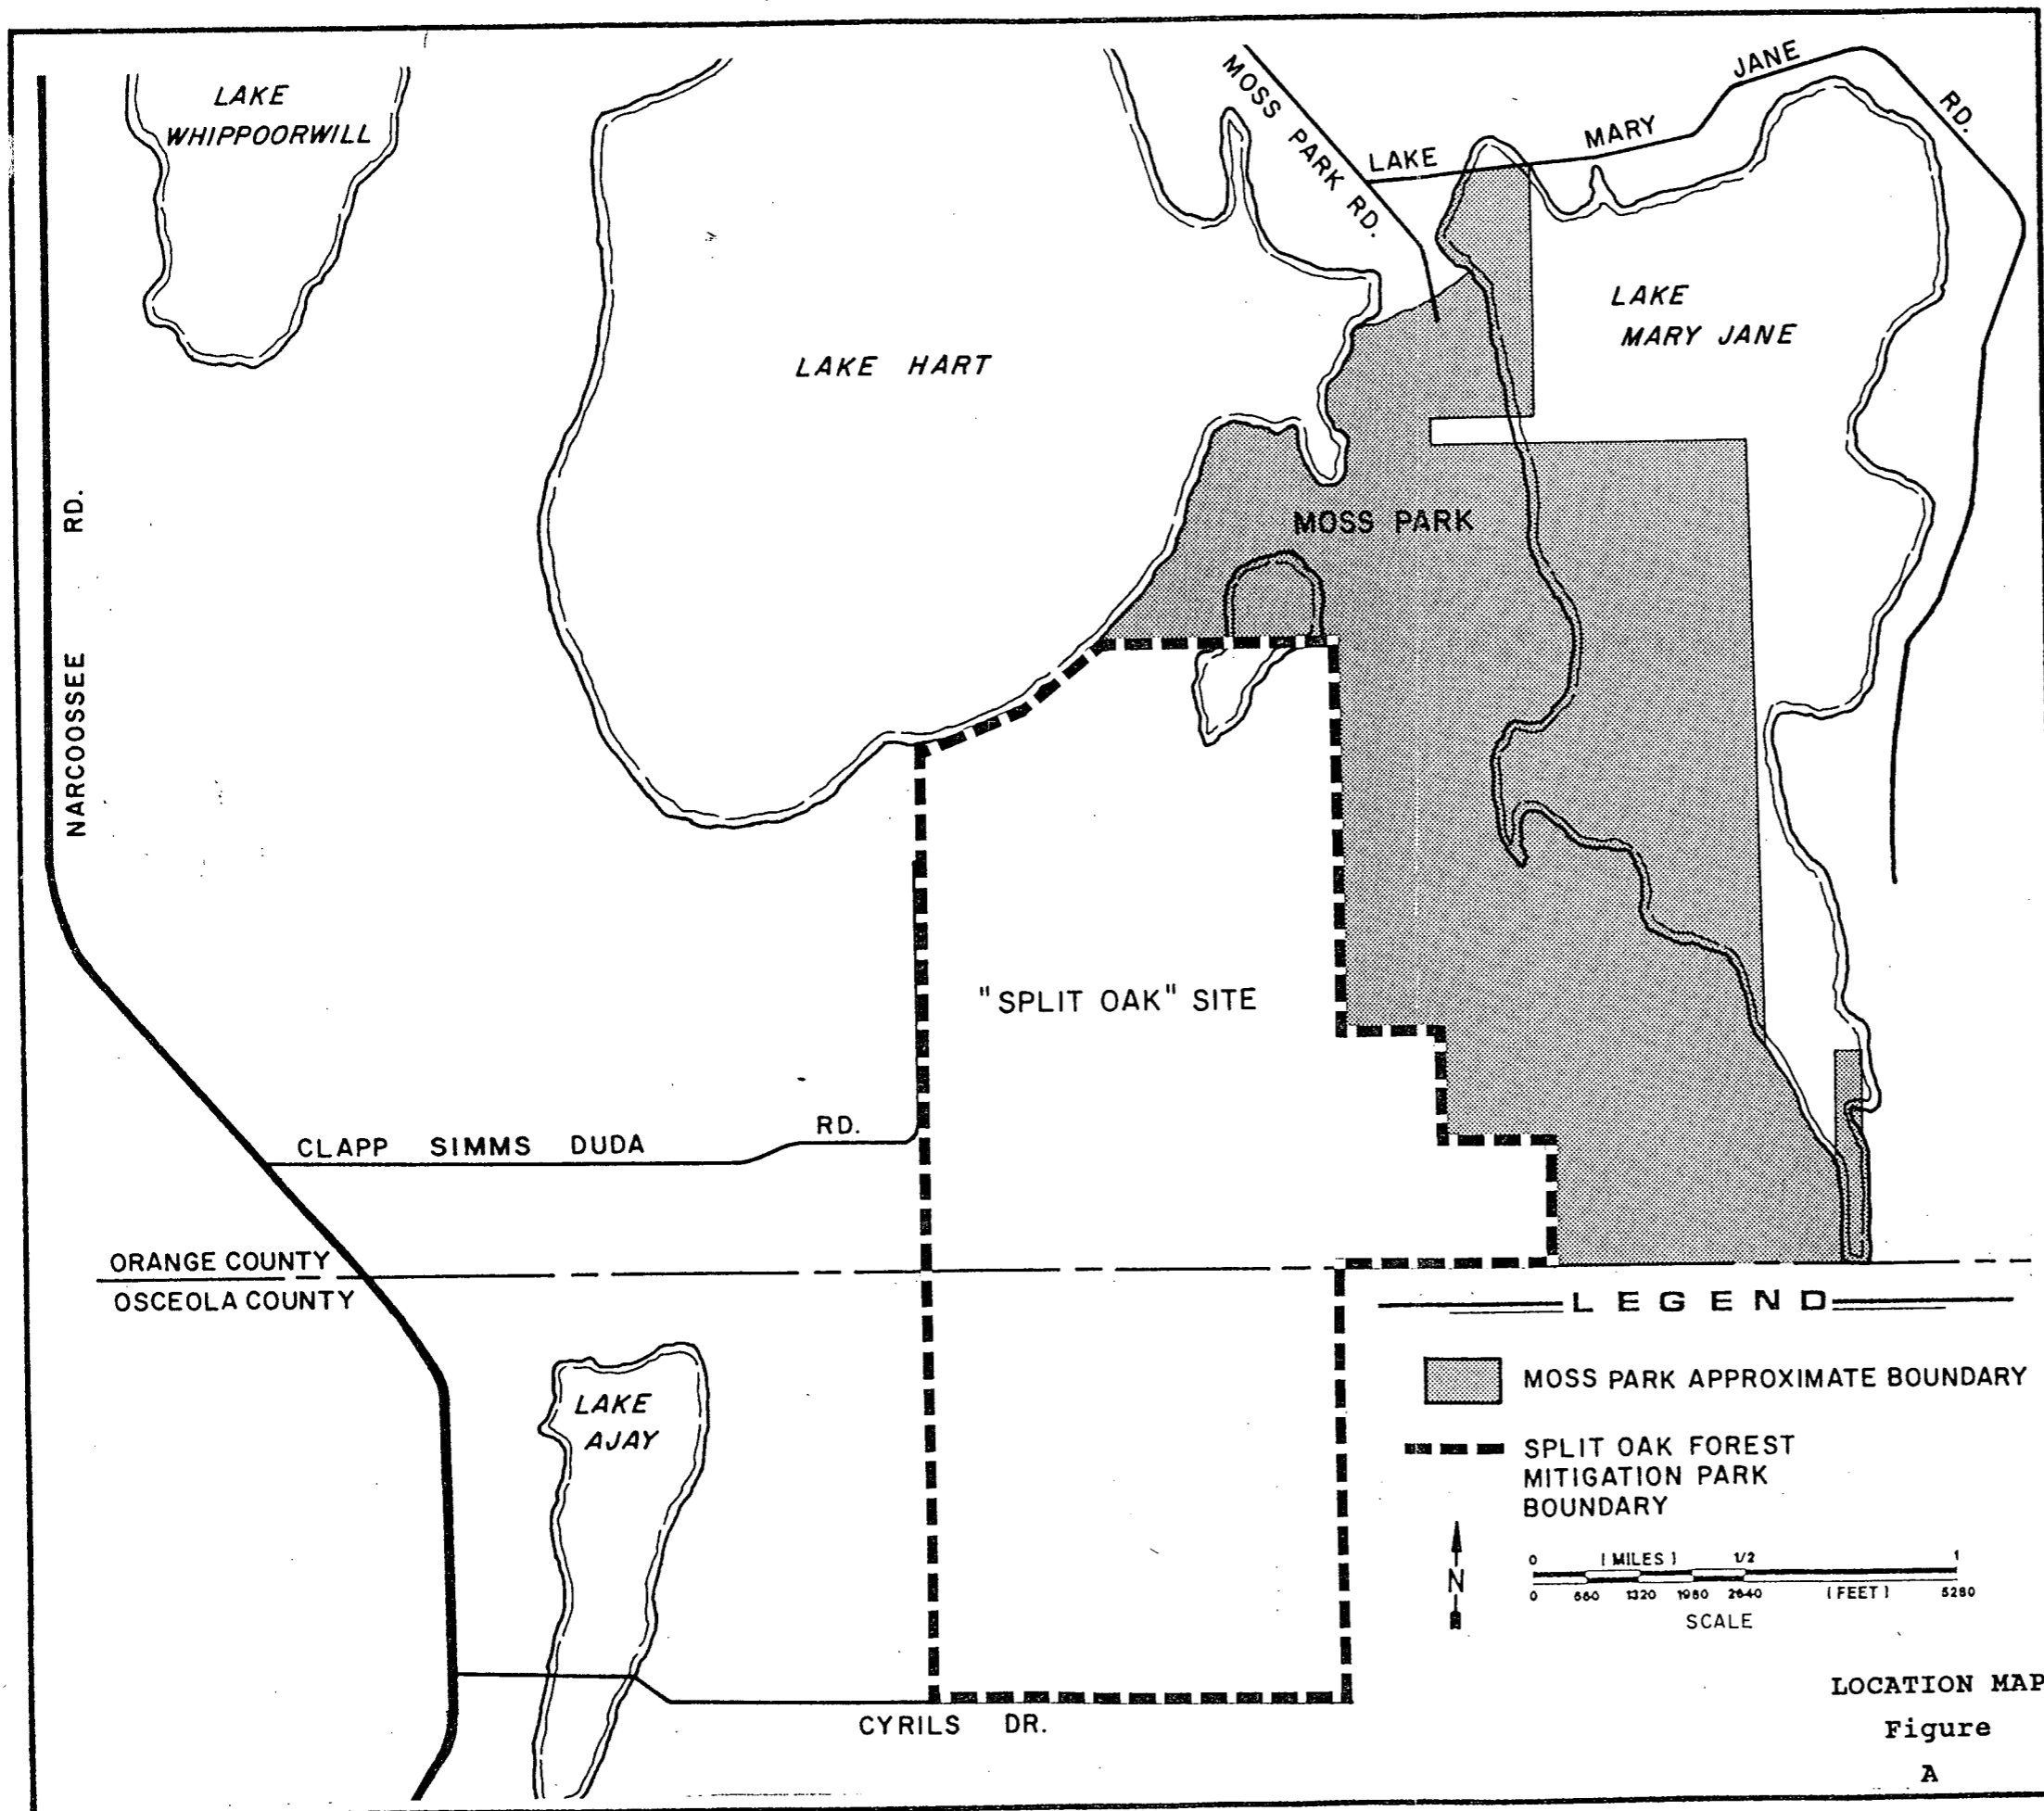 LAKE
WHIPPOORWILL
MOSS PARK RD.
LAKE MARY JANE RD.
LAKE
MARY JANE
LAKE HART
NARCOOSSEE RD.
MOSS PARK
"SPLIT OAK" SITE
CLAPP SIMMS DUDA RD.
ORANGE COUNTY
OSCEOLA COUNTY
LAKE
AJAY
CYRILS DR.
LEGEND
MOSS PARK APPROXIMATE BOUNDARY
SPLIT OAK FOREST
MITIGATION PARK
BOUNDARY
N
0 (MILES) 1/2 1
0 660 1320 1980 2640 (FEET) 5280
SCALE
LOCATION MAP
Figure
A